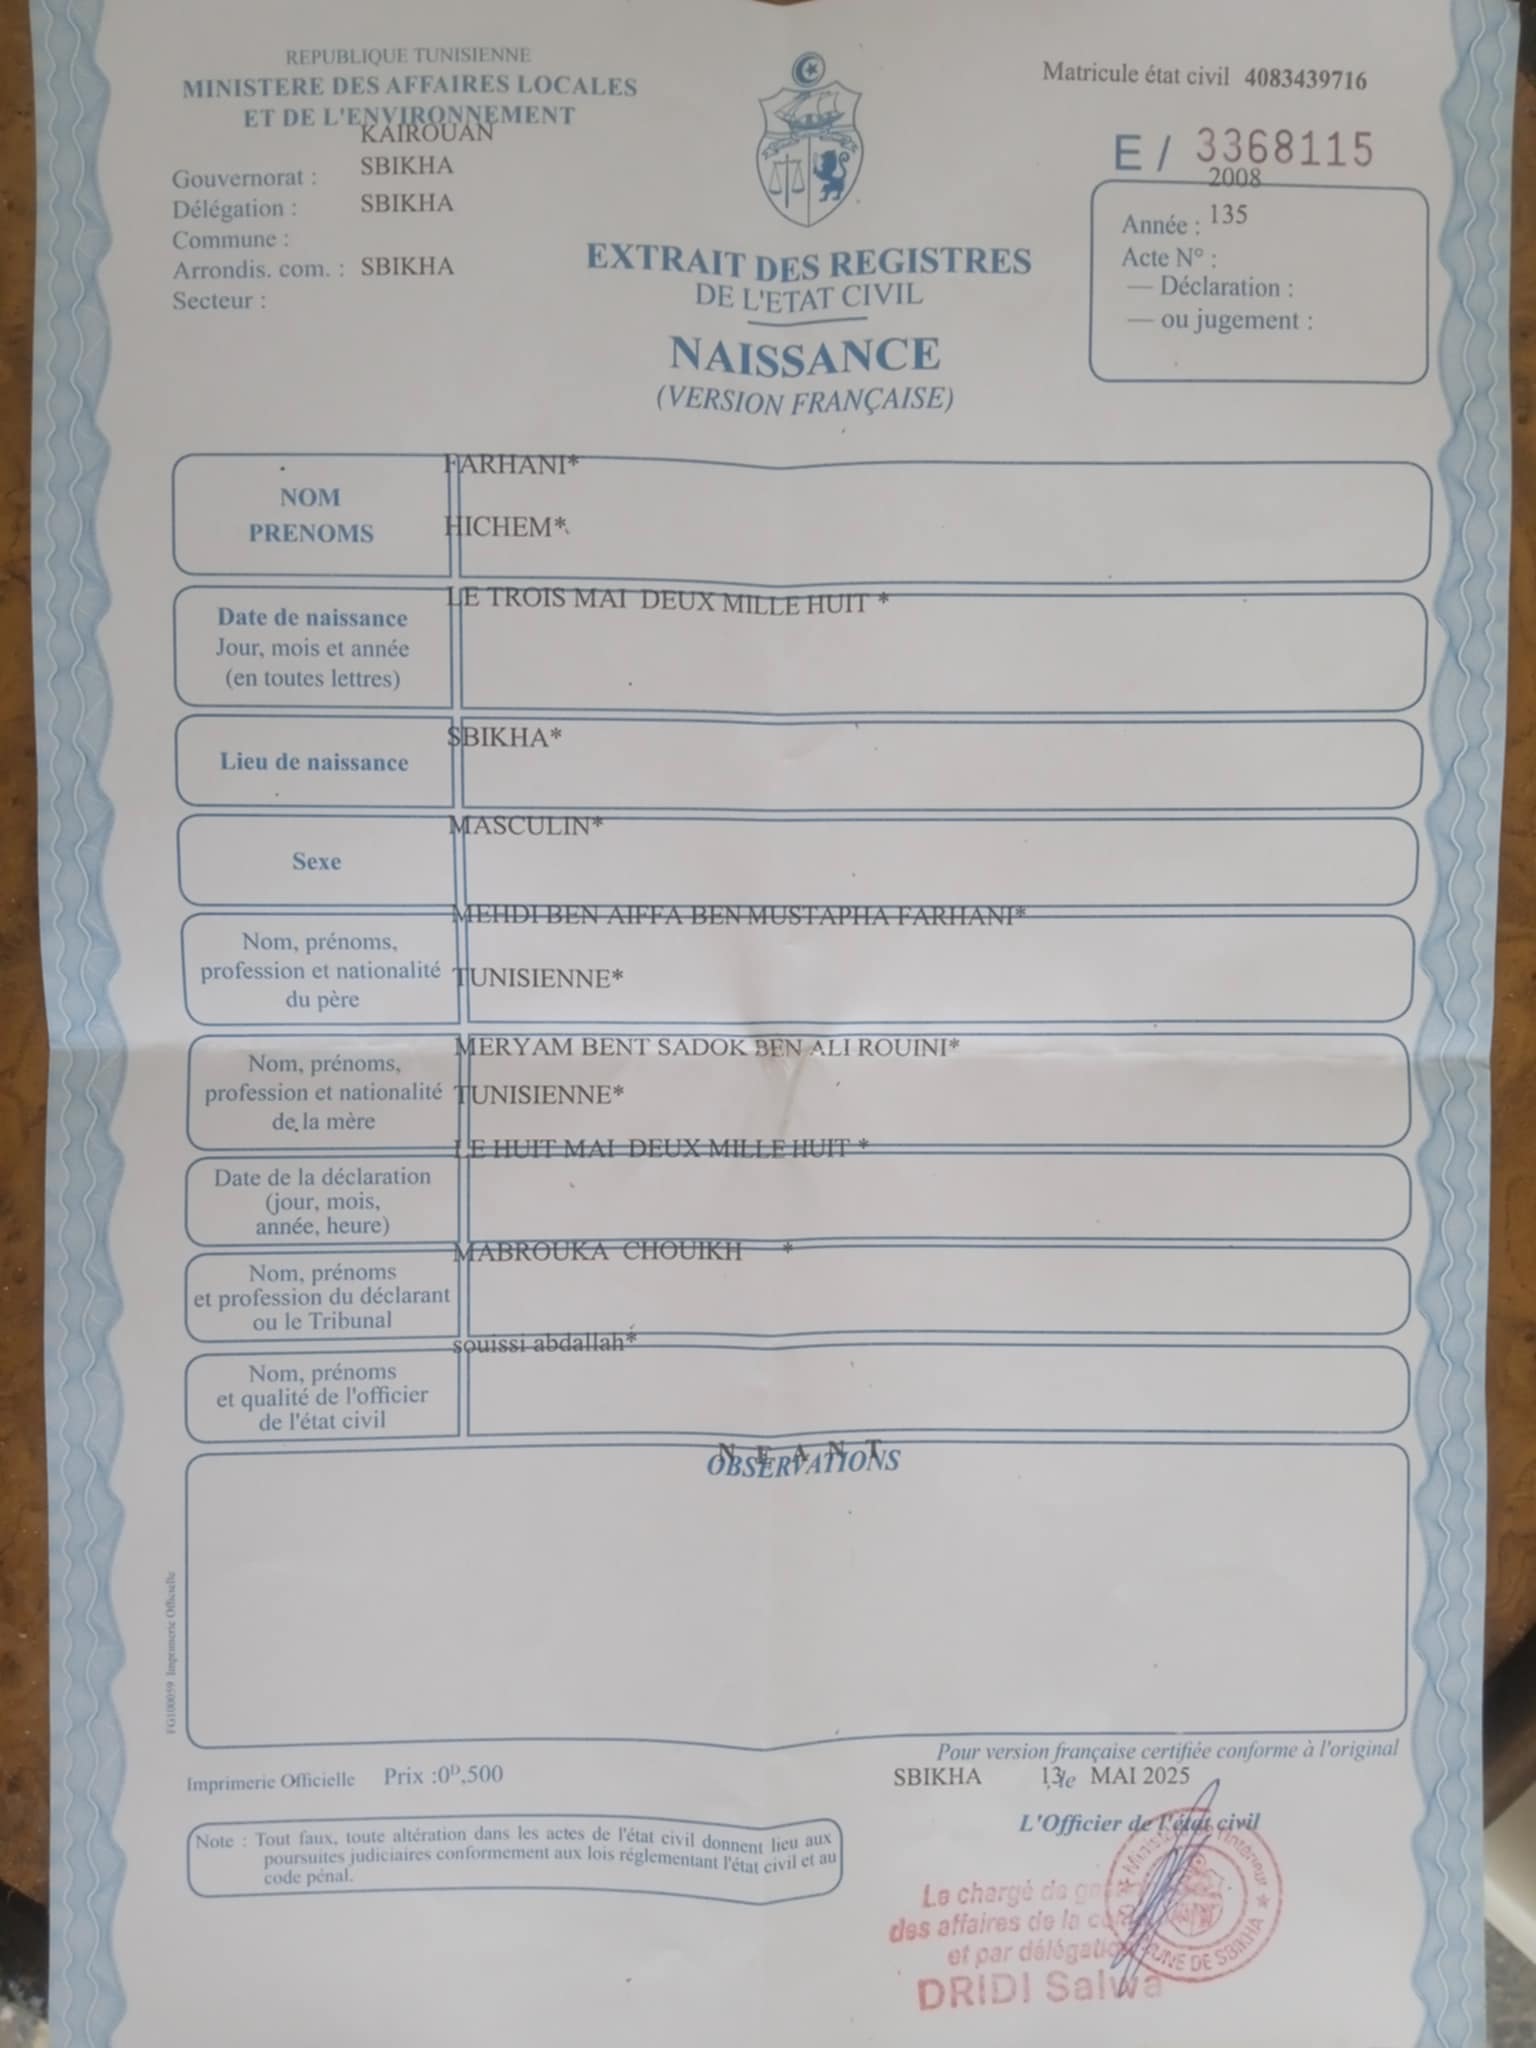 REPUBLIQUE TUNISIENNE
MINISTERE DES AFFAIRES LOCALES
ET DE L'ENVIRONNEMENT
KAIROUAN
Gouvernorat : SBIKHA
Délégation : SBIKHA
Commune :
Arrondis. com. : SBIKHA
Secteur :
Matricule état civil 4083439716
E / 3368115
2008
Année : 135
Acte N° :
— Déclaration :
— ou jugement :
EXTRAIT DES REGISTRES
DE L'ETAT CIVIL
NAISSANCE
(VERSION FRANÇAISE)
FARHANI*
NOM
PRENOMS
HICHEM*
LE TROIS MAI DEUX MILLE HUIT *
Date de naissance
Jour, mois et année
(en toutes lettres)
SBIKHA*
Lieu de naissance
MASCULIN*
Sexe
MEHDI BEN AIFFA BEN MUSTAPHA FARHANI*
Nom, prénoms,
profession et nationalité
du père
TUNISIENNE*
MERYAM BENT SADOK BEN ALI ROUINI*
Nom, prénoms,
profession et nationalité
de la mère
TUNISIENNE*
LE HUIT MAI DEUX MILLE HUIT *
Date de la déclaration
(jour, mois,
année, heure)
MABROUKA CHOUIKH *
Nom, prénoms
et profession du déclarant
ou le Tribunal
souissi abdallah*
Nom, prénoms
et qualité de l'officier
de l'état civil
N E A N T
OBSERVATIONS
FG100059 Imprimerie Officielle
Imprimerie Officielle Prix :0ᴰ,500
Pour version française certifiée conforme à l'original
SBIKHA 13 le MAI 2025
L'Officier de l'état civil
Note : Tout faux, toute altération dans les actes de l'état civil donnent lieu aux
poursuites judiciaires conformement aux lois réglementant l'état civil et au
code pénal.
Le chargé de
des affaires de la
et par délégation
DRIDI Salwa
Ministère de l'Intérieur
COMMUNE DE SBIKHA